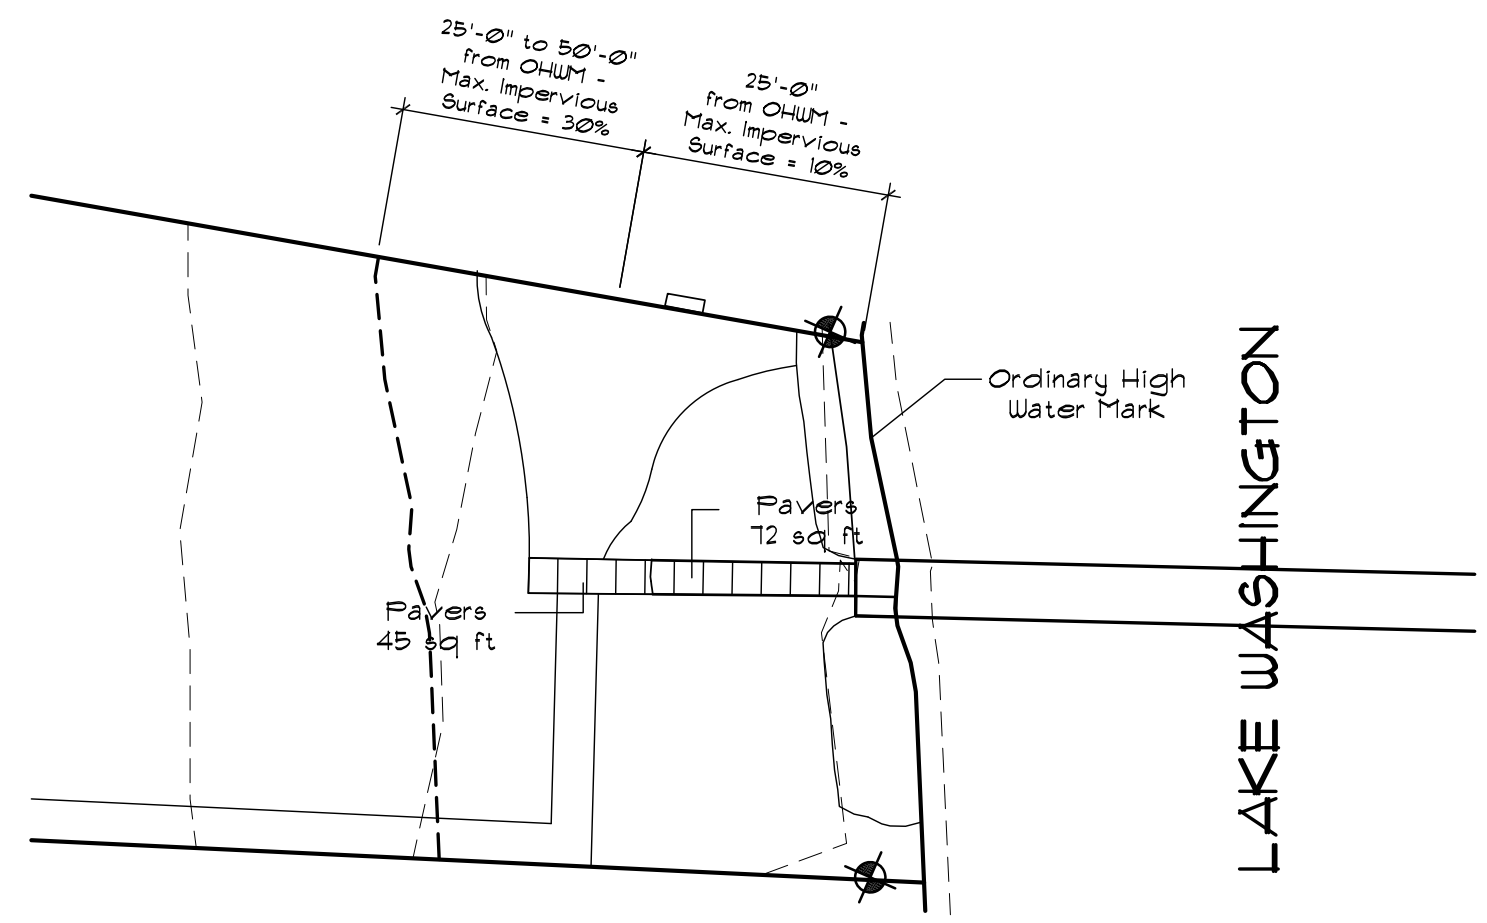 25'-0" to 50'-0"
from OHWM -
Max. Impervious
Surface = 30%
25'-0"
from OHWM -
Max. Impervious
Surface = 10%
Ordinary High
Water Mark
LAKE WASHINGTON
Pavers
72 sq ft
Pavers
45 sq ft